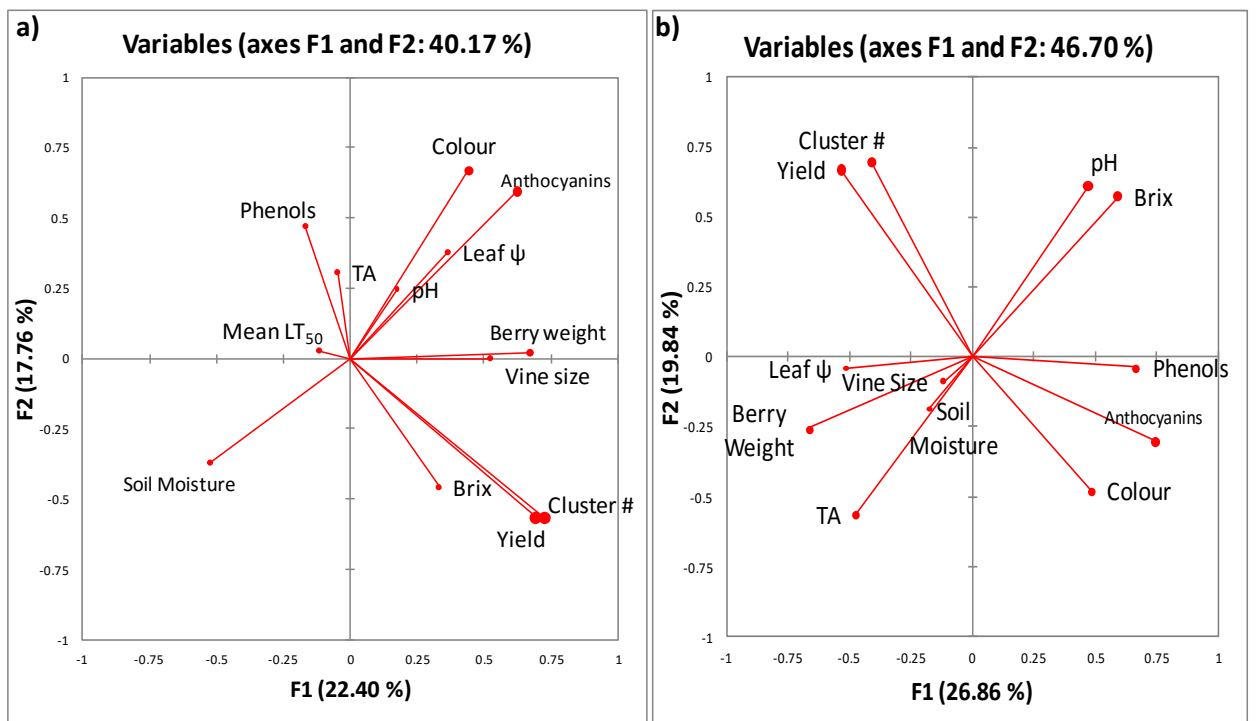 a)
Variables (axes F1 and F2: 40.17 %)
1
0.75
0.5
0.25
0
-0.25
-0.5
-0.75
-1
F2 (17.76 %)
Colour
Anthocyanins
Phenols
Leaf ψ
TA
pH
Mean LT50
Berry weight
Vine size
Soil Moisture
Brix
Cluster #
Yield
-1 -0.75 -0.5 -0.25 0 0.25 0.5 0.75 1
F1 (22.40 %)
b)
Variables (axes F1 and F2: 46.70 %)
1
0.75
0.5
0.25
0
-0.25
-0.5
-0.75
-1
F2 (19.84 %)
Cluster #
Yield
pH
Brix
Leaf ψ
Vine Size
Phenols
Berry
Weight
Soil
Moisture
Anthocyanins
Colour
TA
-1 -0.75 -0.5 -0.25 0 0.25 0.5 0.75 1
F1 (26.86 %)